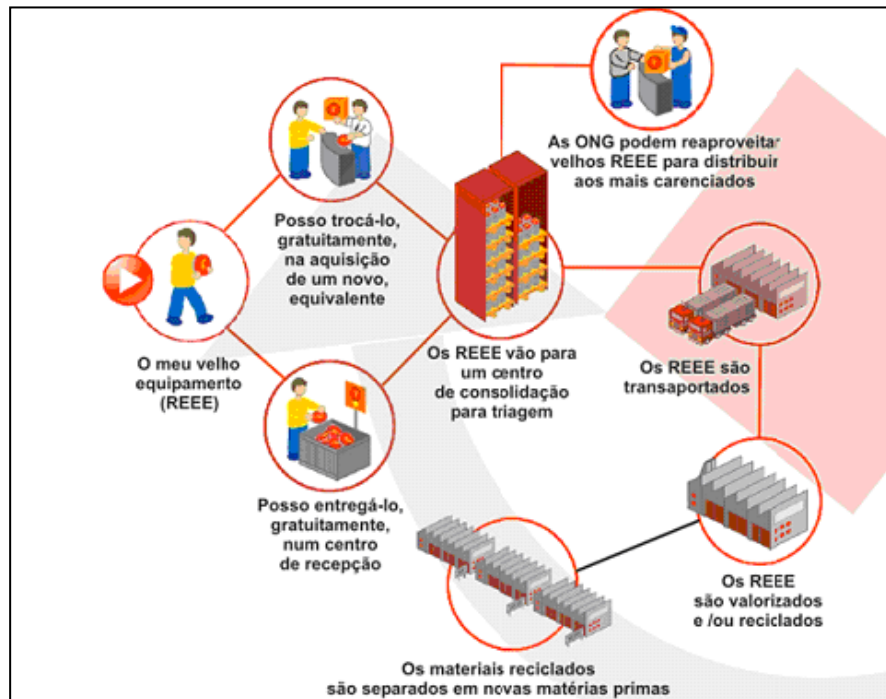 As ONG podem reaproveitar
velhos REEE para distribuir
aos mais carenciados
Posso trocá-lo,
gratuitamente,
na aquisição
de um novo,
equivalente
O meu velho
equipamento
(REEE)
Os REEE vão para
um centro
de consolidação
para triagem
Os REEE são
transaportados
Posso entregá-lo,
gratuitamente,
num centro
de recepção
Os REEE
são valorizados
e /ou reciclados
Os materiais reciclados
são separados em novas matérias primas